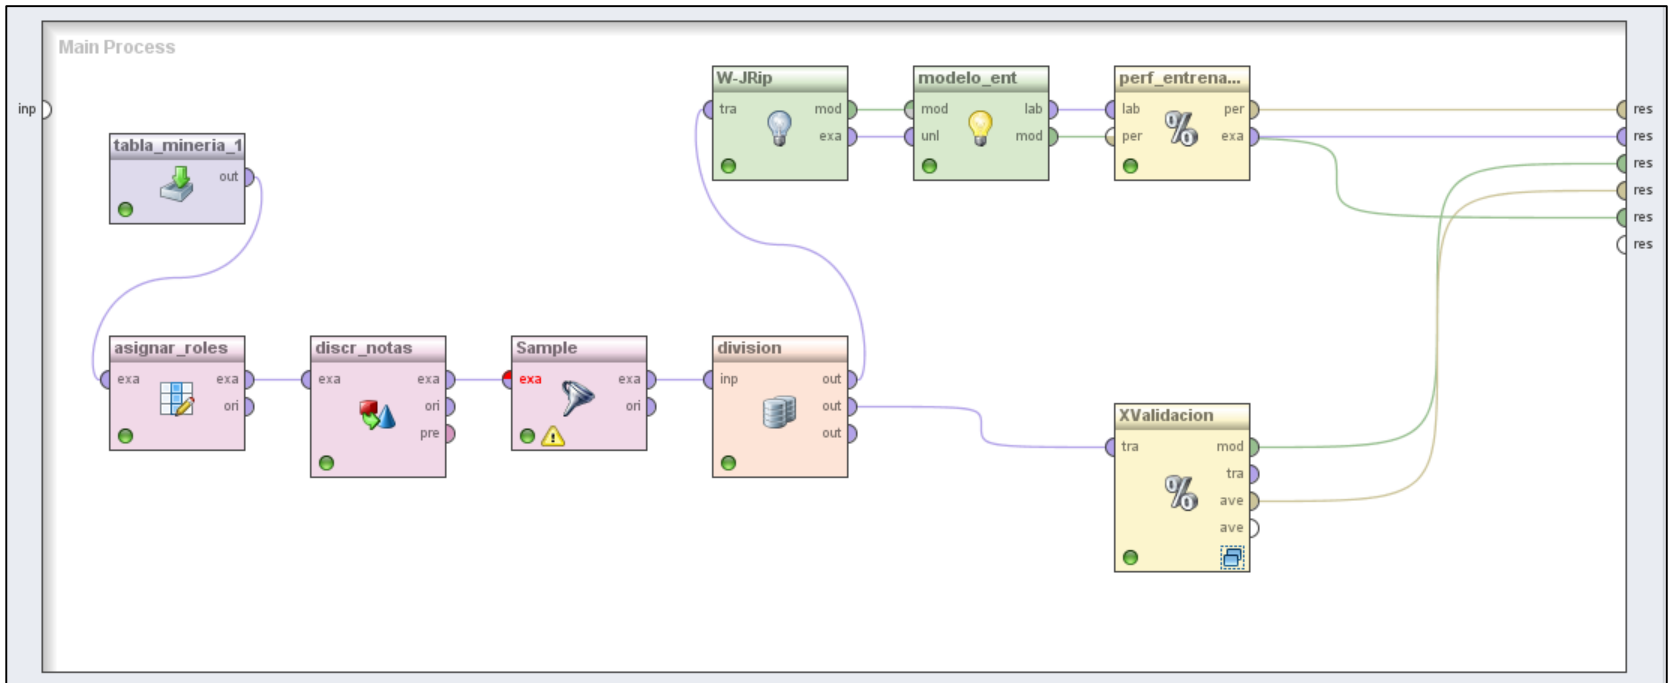 Main Process
inp
tabla_mineria_1
out
W-JRip
tra
mod
exa
modelo_ent
mod
lab
unl
mod
perf_entrena...
lab
per
per
exa
res
res
res
res
res
res
asignar_roles
exa
exa
ori
discr_notas
exa
exa
ori
pre
Sample
exa
exa
ori
division
inp
out
out
out
XValidacion
tra
mod
tra
ave
ave